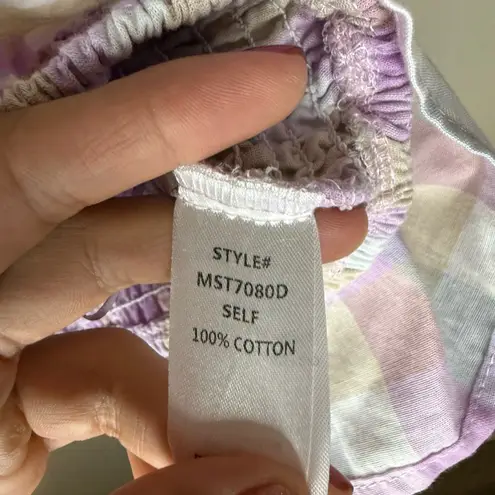 STYLE#
MST7080D
SELF
100% COTTON